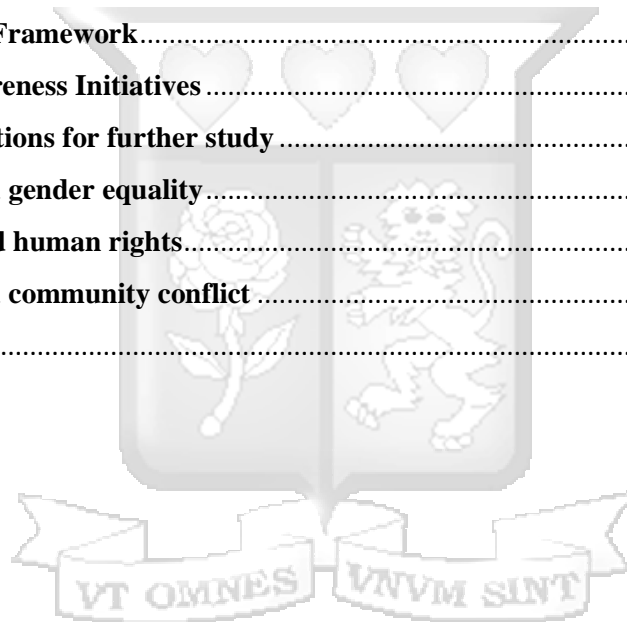 Framework..............................................................................
reness Initiatives..............................................................................
tions for further study..............................................................................
gender equality..............................................................................
d human rights..............................................................................
community conflict..............................................................................
..............................................................................
VT OMNES VNVM SINT